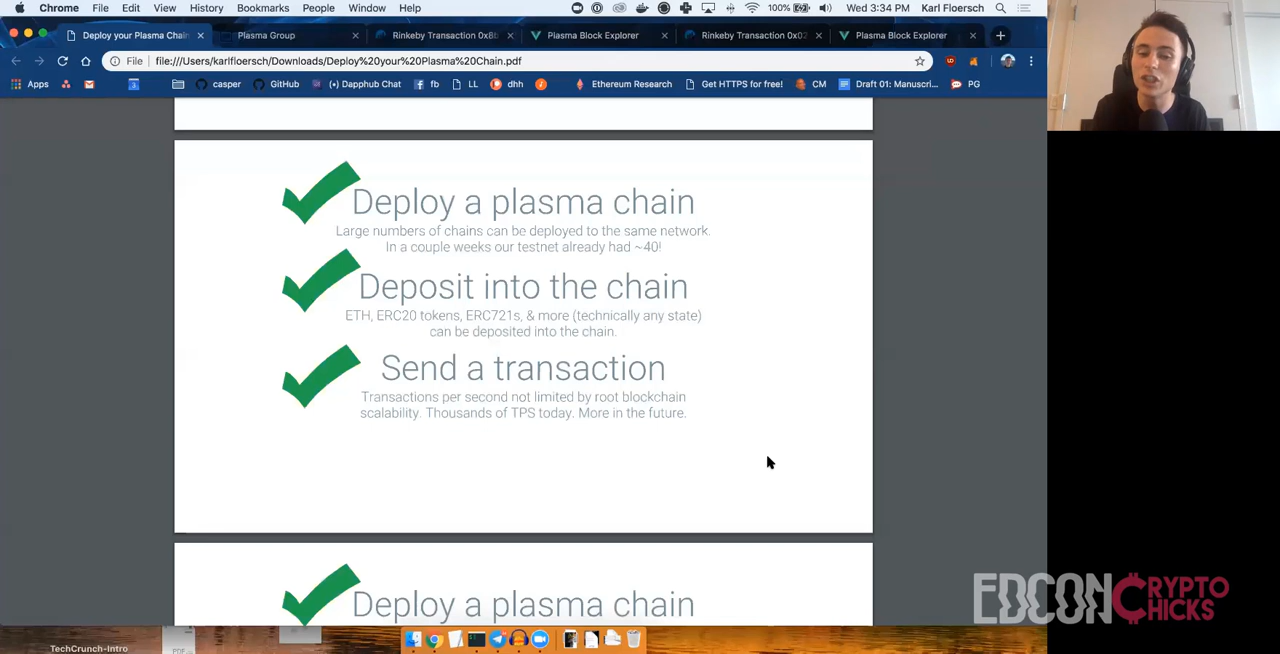 Chrome File Edit View History Bookmarks People Window Help 100% Wed 3:34 PM Karl Floersch
Deploy your Plasma Chain Plasma Group Rinkeby Transaction 0x8b Plasma Block Explorer Rinkeby Transaction 0x02 Plasma Block Explorer
File file:///Users/karlfloersch/Downloads/Deploy%20your%20Plasma%20Chain.pdf
Apps casper GitHub (•) Dapphub Chat fb LL dhh Ethereum Research Get HTTPS for free! CM Draft 01: Manuscri... PG
Deploy a plasma chain
Large numbers of chains can be deployed to the same network.
In a couple weeks our testnet already had ~40!
Deposit into the chain
ETH, ERC20 tokens, ERC721s, & more (technically any state)
can be deposited into the chain.
Send a transaction
Transactions per second not limited by root blockchain
scalability. Thousands of TPS today. More in the future.
Deploy a plasma chain
EDCON CRYPTO
CHICKS
TechCrunch-Intro
PDF